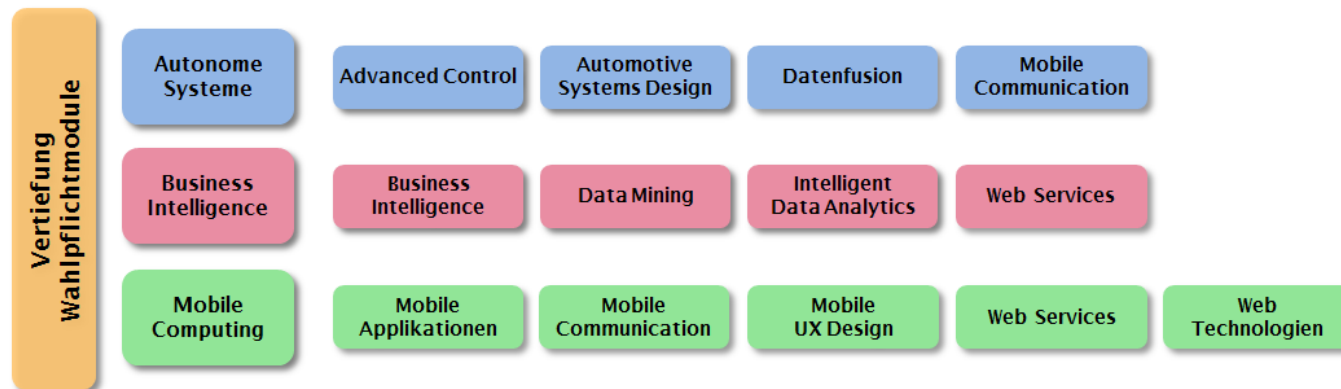 Vertiefung
Wahlpflichtmodule
Autonome
Systeme
Advanced Control
Automotive
Systems Design
Datenfusion
Mobile
Communication
Business
Intelligence
Business
Intelligence
Data Mining
Intelligent
Data Analytics
Web Services
Mobile
Computing
Mobile
Applikationen
Mobile
Communication
Mobile
UX Design
Web Services
Web
Technologien